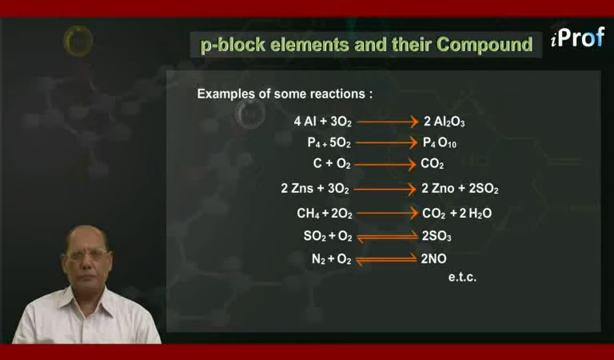 p-block elements and their Compound
iProf
Examples of some reactions :
4 Al + 3O₂ ⟶ 2 Al₂O₃
P₄ + 5O₂ ⟶ P₄ O₁₀
C + O₂ ⟶ CO₂
2 Zns + 3O₂ ⟶ 2 Zno + 2SO₂
CH₄ + 2O₂ ⟶ CO₂ + 2 H₂O
SO₂ + O₂ ⇌ 2SO₃
N₂ + O₂ ⇌ 2NO
e.t.c.